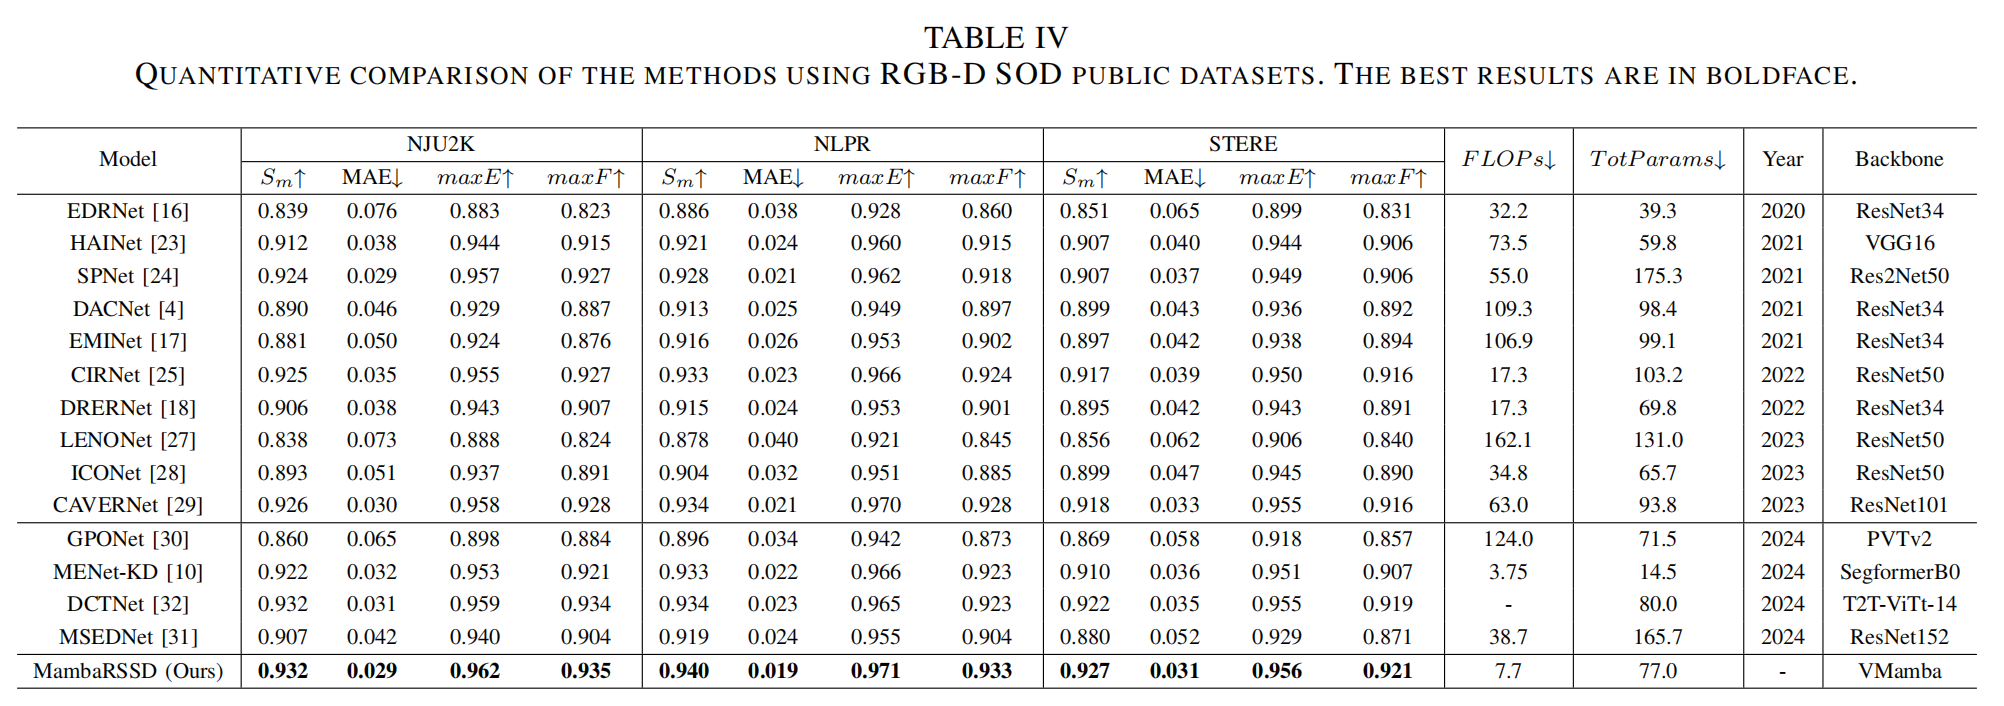 TABLE IV
QUANTITATIVE COMPARISON OF THE METHODS USING RGB-D SOD PUBLIC DATASETS. THE BEST RESULTS ARE IN BOLDFACE.
Model NJU2K NLPR STERE FLOPs↓ TotParams↓ Year Backbone
Sm↑ MAE↓ maxE↑ maxF↑ Sm↑ MAE↓ maxE↑ maxF↑ Sm↑ MAE↓ maxE↑ maxF↑
EDRNet [16] 0.839 0.076 0.883 0.823 0.886 0.038 0.928 0.860 0.851 0.065 0.899 0.831 32.2 39.3 2020 ResNet34
HAINet [23] 0.912 0.038 0.944 0.915 0.921 0.024 0.960 0.915 0.907 0.040 0.944 0.906 73.5 59.8 2021 VGG16
SPNet [24] 0.924 0.029 0.957 0.927 0.928 0.021 0.962 0.918 0.907 0.037 0.949 0.906 55.0 175.3 2021 Res2Net50
DACNet [4] 0.890 0.046 0.929 0.887 0.913 0.025 0.949 0.897 0.899 0.043 0.936 0.892 109.3 98.4 2021 ResNet34
EMINet [17] 0.881 0.050 0.924 0.876 0.916 0.026 0.953 0.902 0.897 0.042 0.938 0.894 106.9 99.1 2021 ResNet34
CIRNet [25] 0.925 0.035 0.955 0.927 0.933 0.023 0.966 0.924 0.917 0.039 0.950 0.916 17.3 103.2 2022 ResNet50
DRERNet [18] 0.906 0.038 0.943 0.907 0.915 0.024 0.953 0.901 0.895 0.042 0.943 0.891 17.3 69.8 2022 ResNet34
LENONet [27] 0.838 0.073 0.888 0.824 0.878 0.040 0.921 0.845 0.856 0.062 0.906 0.840 162.1 131.0 2023 ResNet50
ICONet [28] 0.893 0.051 0.937 0.891 0.904 0.032 0.951 0.885 0.899 0.047 0.945 0.890 34.8 65.7 2023 ResNet50
CAVERNet [29] 0.926 0.030 0.958 0.928 0.934 0.021 0.970 0.928 0.918 0.033 0.955 0.916 63.0 93.8 2023 ResNet101
GPONet [30] 0.860 0.065 0.898 0.884 0.896 0.034 0.942 0.873 0.869 0.058 0.918 0.857 124.0 71.5 2024 PVTv2
MENet-KD [10] 0.922 0.032 0.953 0.921 0.933 0.022 0.966 0.923 0.910 0.036 0.951 0.907 3.75 14.5 2024 SegformerB0
DCTNet [32] 0.932 0.031 0.959 0.934 0.934 0.023 0.965 0.923 0.922 0.035 0.955 0.919 - 80.0 2024 T2T-ViTt-14
MSEDNet [31] 0.907 0.042 0.940 0.904 0.919 0.024 0.955 0.904 0.880 0.052 0.929 0.871 38.7 165.7 2024 ResNet152
MambaRSSD (Ours) 0.932 0.029 0.962 0.935 0.940 0.019 0.971 0.933 0.927 0.031 0.956 0.921 7.7 77.0 - VMamba